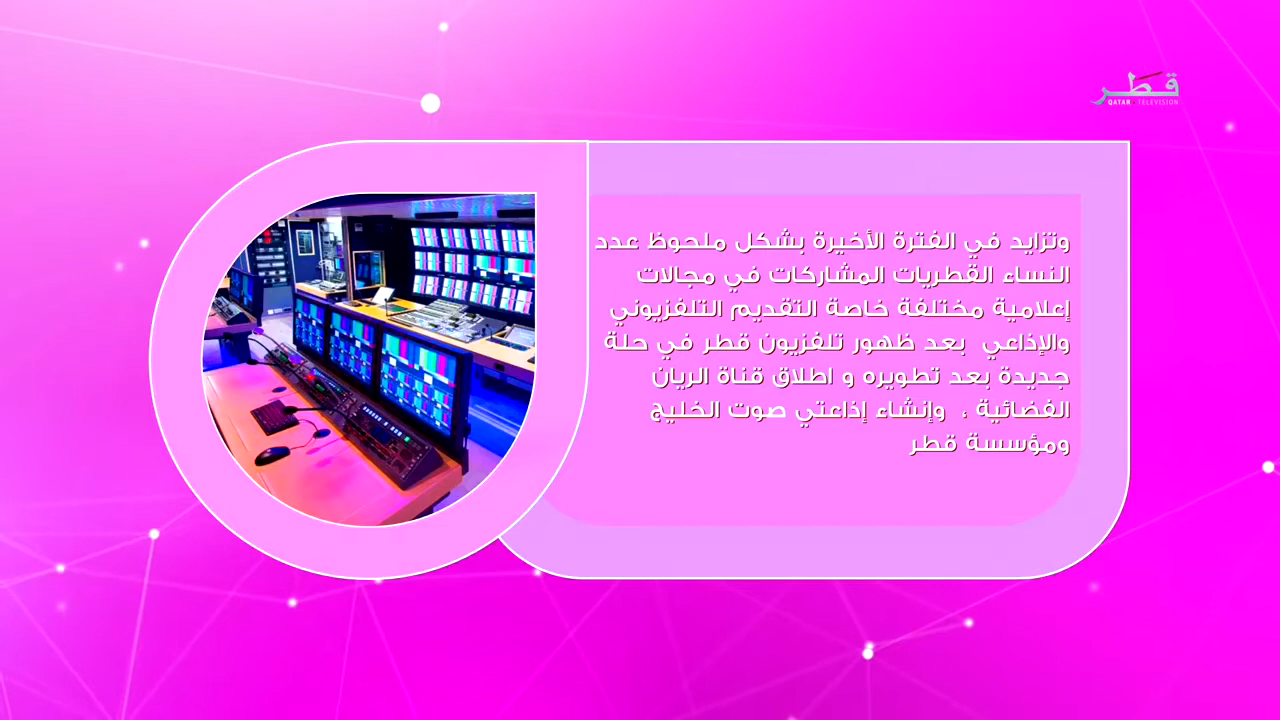 قطر
QATAR TELEVISION
وتزايد في الفترة الأخيرة بشكل ملحوظ عدد
النساء القطريات المشاركات في مجالات
إعلامية مختلفة خاصة التقديم التلفزيوني
والإذاعي بعد ظهور تلفزيون قطر في حلة
جديدة بعد تطويره و اطلاق قناة الريان
الفضائية ، وإنشاء إذاعتي صوت الخليج
ومؤسسة قطر